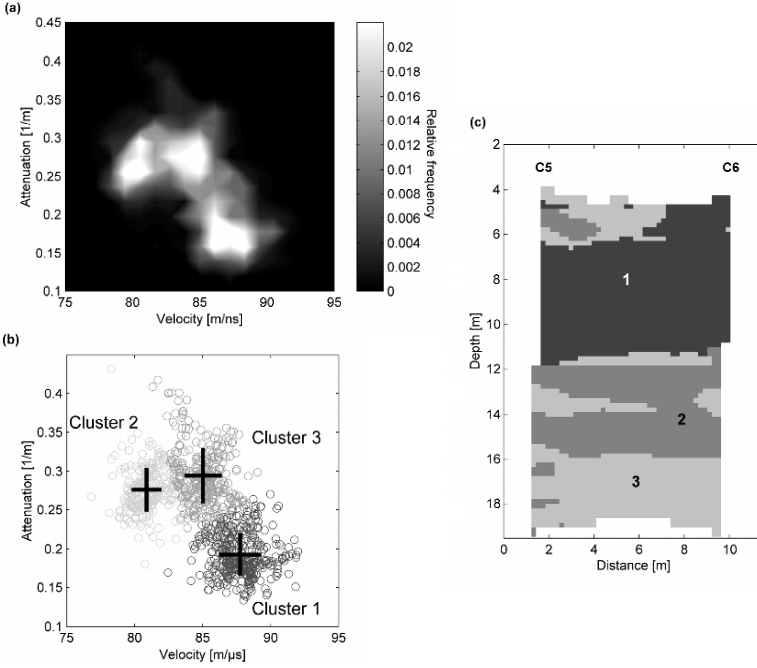 (a)
0.45
0.4
0.35
0.3
0.25
0.2
0.15
0.1
Attenuation [1/m]
75 80 85 90 95
Velocity [m/ns]
0.02
0.018
0.016
0.014
0.012
0.01
0.008
0.006
0.004
0.002
0
Relative frequency
(b)
0.4
0.35
0.3
0.25
0.2
0.15
0.1
Attenuation [1/m]
Cluster 2
Cluster 3
Cluster 1
75 80 85 90 95
Velocity [m/µs]
(c)
C5 C6
2
4
6
8
10
12
14
16
18
Depth [m]
1
2
3
0 2 4 6 8 10
Distance [m]